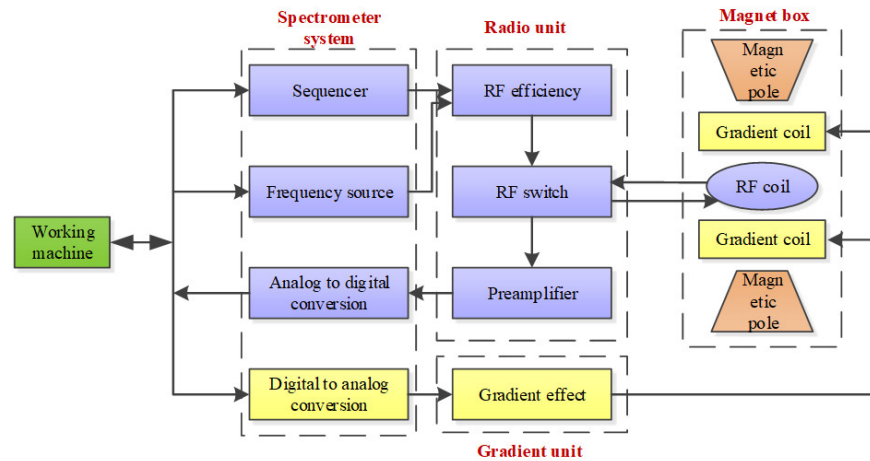 Spectrometer
system
Radio unit
Magnet box
Sequencer
RF efficiency
Magn
etic
pole
Gradient coil
Frequency source
RF switch
RF coil
Working
machine
Gradient coil
Analog to digital
conversion
Preamplifier
Magn
etic
pole
Digital to analog
conversion
Gradient effect
Gradient unit